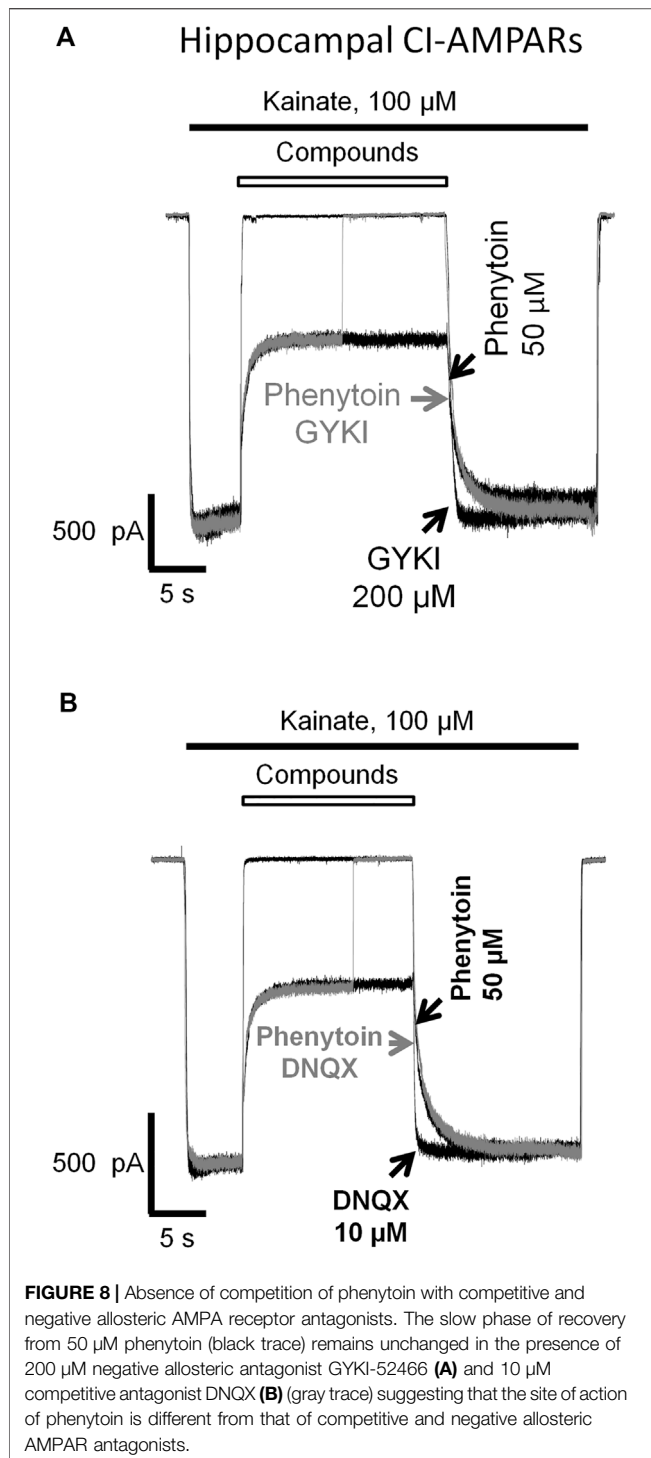 A
Hippocampal CI-AMPARs
Kainate, 100 µM
Compounds
Phenytoin
50 µM
Phenytoin
GYKI
500 pA
5 s
GYKI
200 µM
B
Kainate, 100 µM
Compounds
Phenytoin
50 µM
Phenytoin
DNQX
500 pA
5 s
DNQX
10 µM
FIGURE 8 | Absence of competition of phenytoin with competitive and
negative allosteric AMPA receptor antagonists. The slow phase of recovery
from 50 µM phenytoin (black trace) remains unchanged in the presence of
200 µM negative allosteric antagonist GYKI-52466 (A) and 10 µM
competitive antagonist DNQX (B) (gray trace) suggesting that the site of action
of phenytoin is different from that of competitive and negative allosteric
AMPAR antagonists.